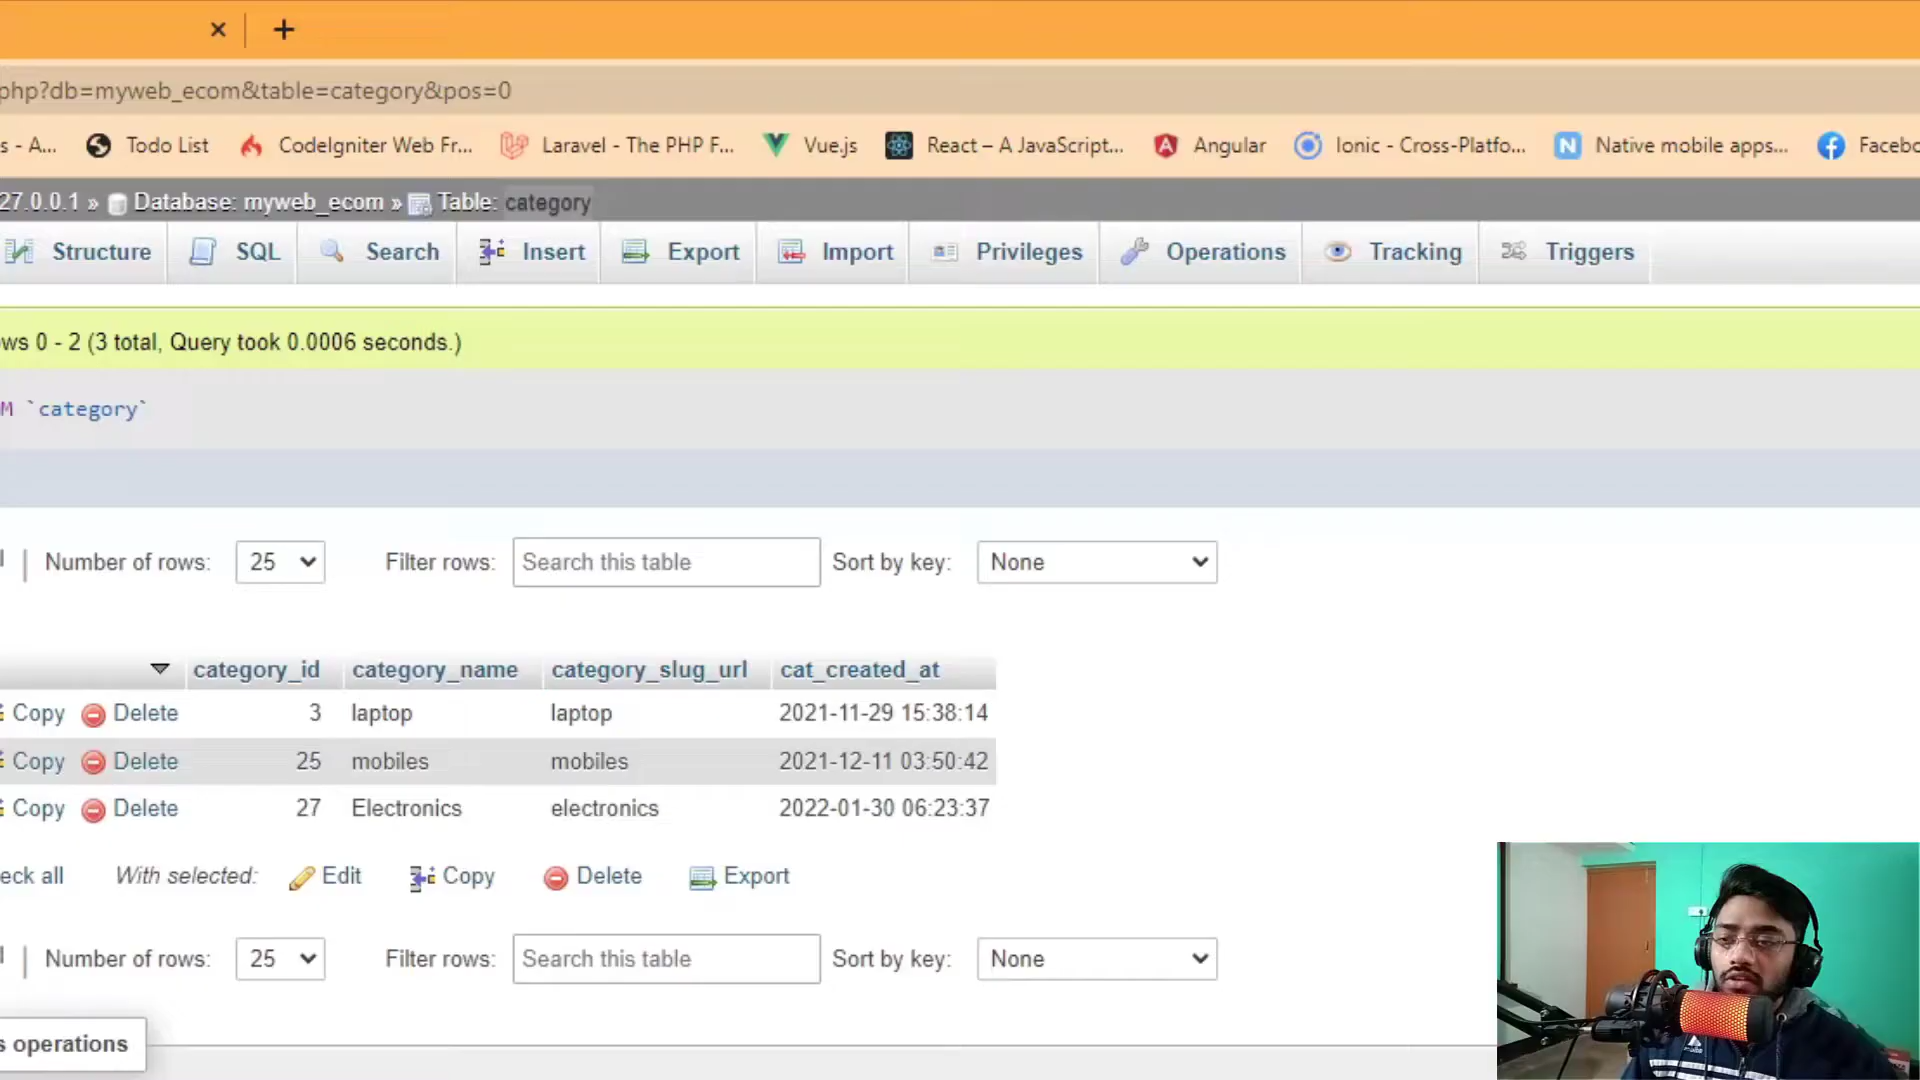 php?db=myweb_ecom&table=category&pos=0
s - A... Todo List CodeIgniter Web Fr... Laravel - The PHP F... Vue.js React – A JavaScript... Angular Ionic - Cross-Platfo... Native mobile apps... Facebo
27.0.0.1 » Database: myweb_ecom » Table: category
Structure SQL Search Insert Export Import Privileges Operations Tracking Triggers
ws 0 - 2 (3 total, Query took 0.0006 seconds.)
M `category`
Number of rows: 25 Filter rows: Search this table Sort by key: None
category_id category_name category_slug_url cat_created_at
Copy Delete 3 laptop laptop 2021-11-29 15:38:14
Copy Delete 25 mobiles mobiles 2021-12-11 03:50:42
Copy Delete 27 Electronics electronics 2022-01-30 06:23:37
eck all With selected: Edit Copy Delete Export
Number of rows: 25 Filter rows: Search this table Sort by key: None
s operations